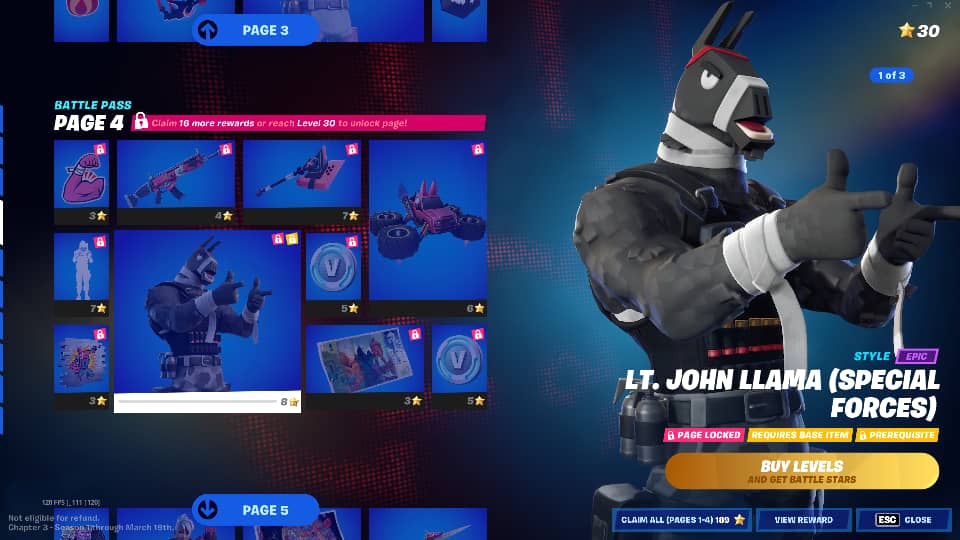 PAGE 3
30
1 of 3
BATTLE PASS
PAGE 4
Claim 16 more rewards or reach Level 30 to unlock page!
3
4
7
7
5
6
3
8
3
5
V
V
STYLE EPIC
LT. JOHN LLAMA (SPECIAL
FORCES)
PAGE LOCKED REQUIRES BASE ITEM PREREQUISITE
BUY LEVELS
AND GET BATTLE STARS
120 FPS
PAGE 5
Not eligible for refund.
Chapter 3 - Season 1 through March 19th.
CLAIM ALL (PAGES 1-4) 189 VIEW REWARD ESC CLOSE